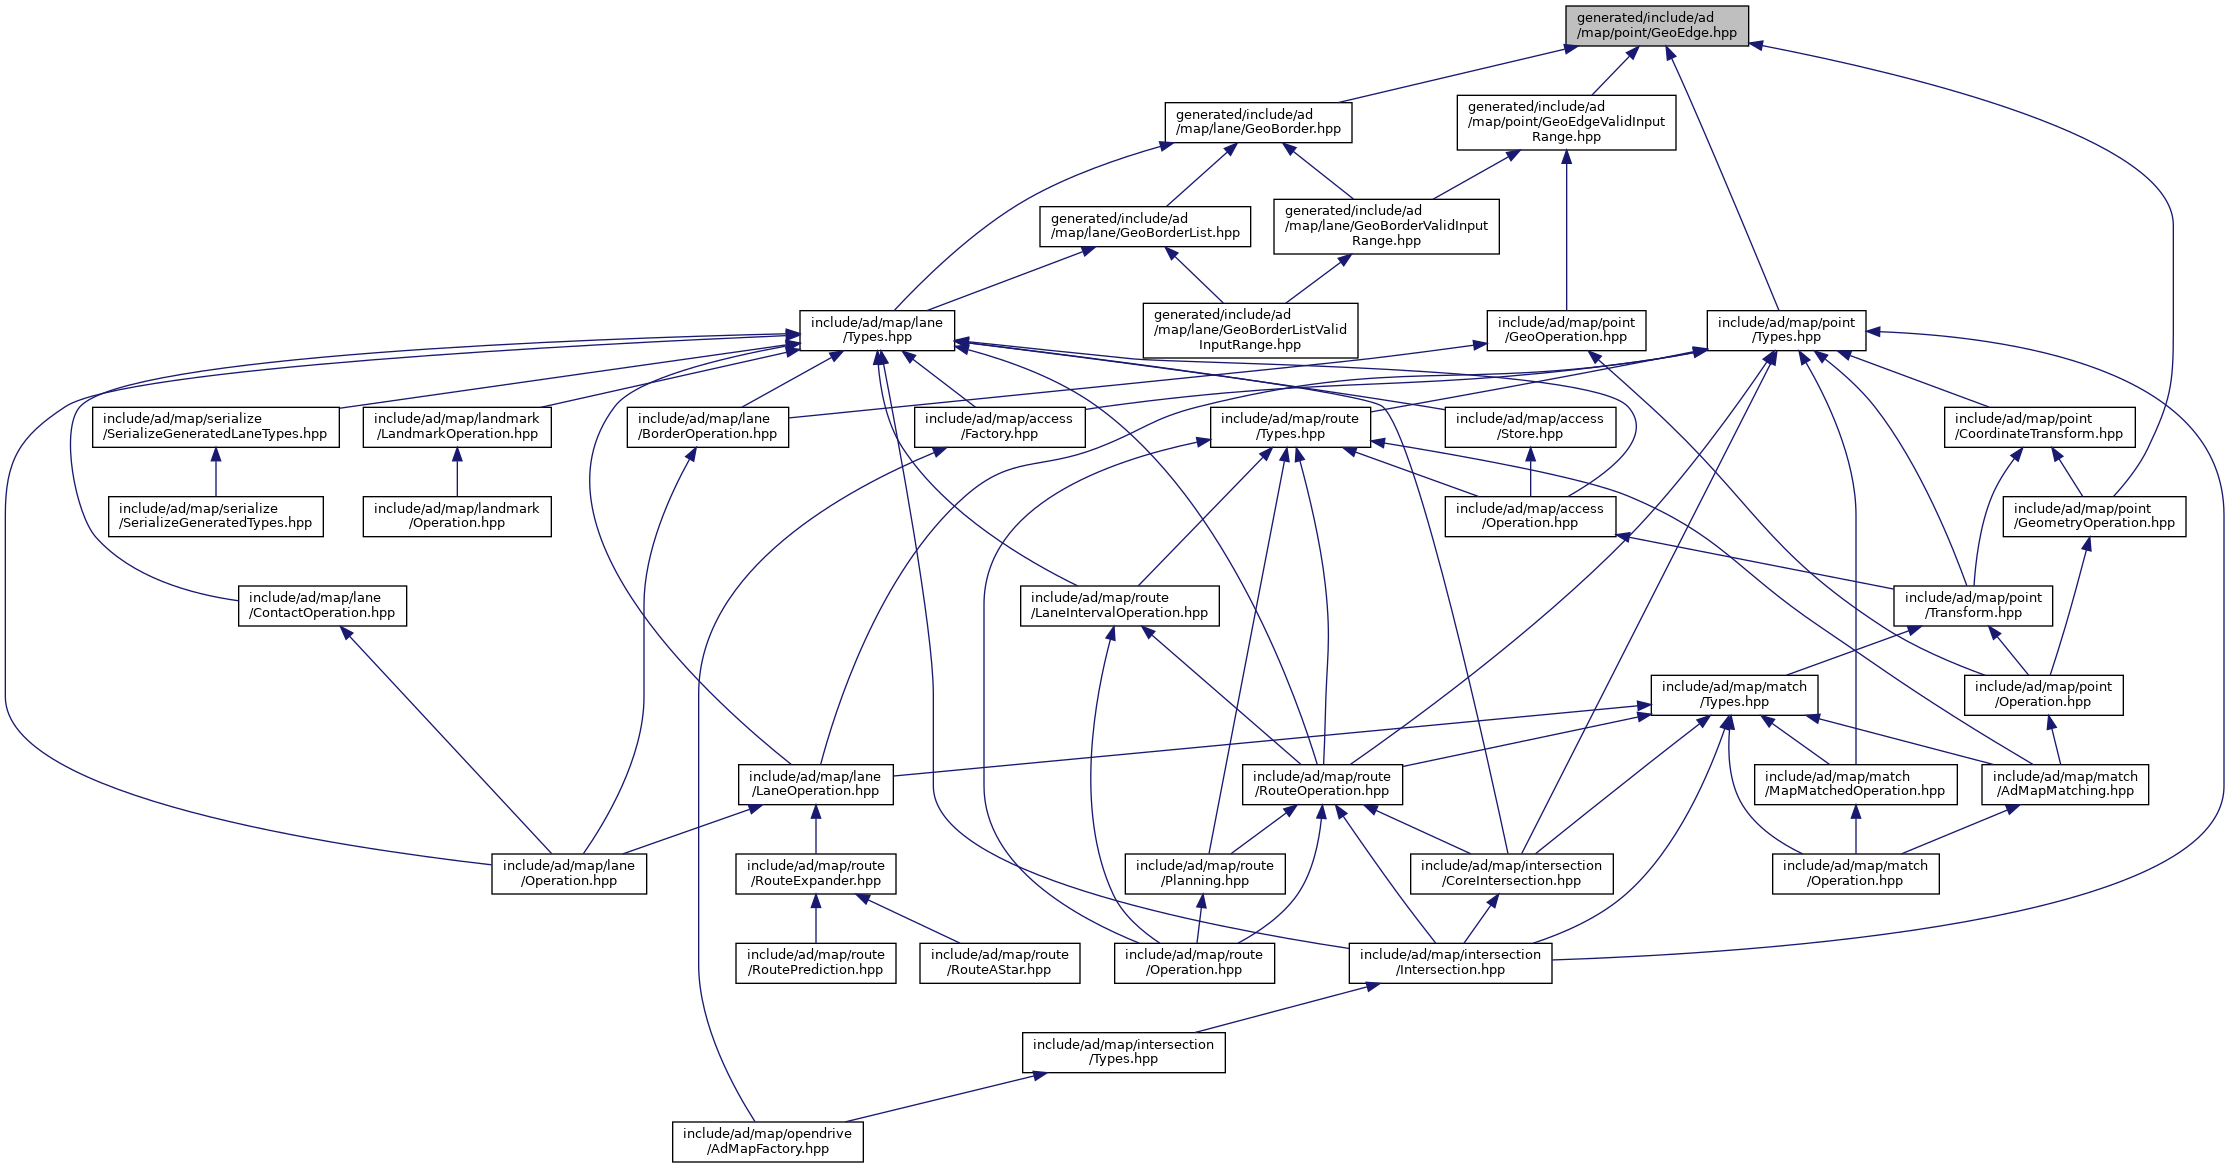 generated/include/ad
/map/point/GeoEdge.hpp
generated/include/ad
/map/lane/GeoBorder.hpp
generated/include/ad
/map/point/GeoEdgeValidInput
Range.hpp
generated/include/ad
/map/lane/GeoBorderList.hpp
generated/include/ad
/map/lane/GeoBorderValidInput
Range.hpp
include/ad/map/lane
/Types.hpp
generated/include/ad
/map/lane/GeoBorderListValid
InputRange.hpp
include/ad/map/point
/GeoOperation.hpp
include/ad/map/point
/Types.hpp
include/ad/map/serialize
/SerializeGeneratedLaneTypes.hpp
include/ad/map/landmark
/LandmarkOperation.hpp
include/ad/map/lane
/BorderOperation.hpp
include/ad/map/access
/Factory.hpp
include/ad/map/route
/Types.hpp
include/ad/map/access
/Store.hpp
include/ad/map/point
/CoordinateTransform.hpp
include/ad/map/serialize
/SerializeGeneratedTypes.hpp
include/ad/map/landmark
/Operation.hpp
include/ad/map/access
/Operation.hpp
include/ad/map/point
/GeometryOperation.hpp
include/ad/map/lane
/ContactOperation.hpp
include/ad/map/route
/LaneIntervalOperation.hpp
include/ad/map/point
/Transform.hpp
include/ad/map/match
/Types.hpp
include/ad/map/point
/Operation.hpp
include/ad/map/lane
/LaneOperation.hpp
include/ad/map/route
/RouteOperation.hpp
include/ad/map/match
/MapMatchedOperation.hpp
include/ad/map/match
/AdMapMatching.hpp
include/ad/map/lane
/Operation.hpp
include/ad/map/route
/RouteExpander.hpp
include/ad/map/route
/Planning.hpp
include/ad/map/intersection
/CoreIntersection.hpp
include/ad/map/match
/Operation.hpp
include/ad/map/route
/RoutePrediction.hpp
include/ad/map/route
/RouteAStar.hpp
include/ad/map/route
/Operation.hpp
include/ad/map/intersection
/Intersection.hpp
include/ad/map/intersection
/Types.hpp
include/ad/map/opendrive
/AdMapFactory.hpp